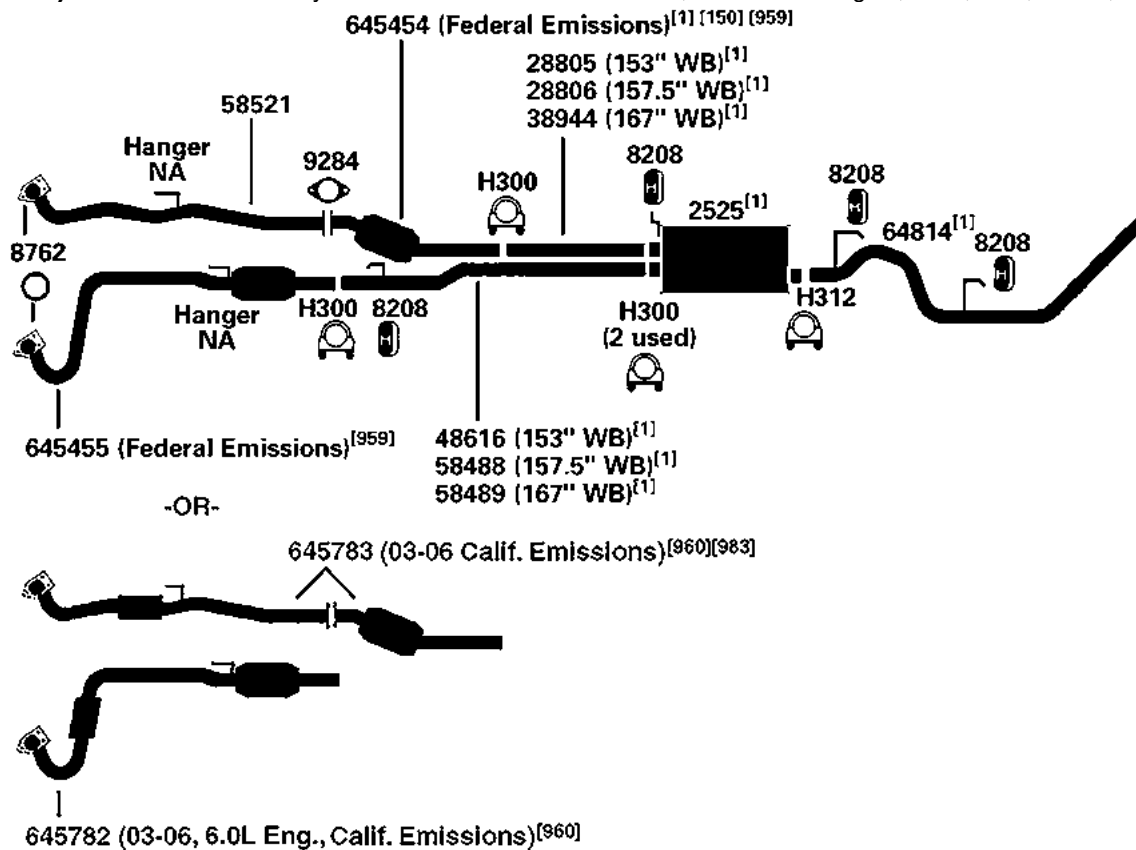 645454 (Federal Emissions)[1] [150] [959]
28805 (153" WB)[1]
28806 (157.5" WB)[1]
38944 (167" WB)[1]
58521
Hanger
NA
9284
H300
8208
8208
2525[1]
64814[1]
8208
8762
Hanger
NA
H300
8208
H300
(2 used)
H312
645455 (Federal Emissions)[959]
48616 (153" WB)[1]
58488 (157.5" WB)[1]
58489 (167" WB)[1]
-OR-
645783 (03-06 Calif. Emissions)[960][983]
645782 (03-06, 6.0L Eng., Calif. Emissions)[960]